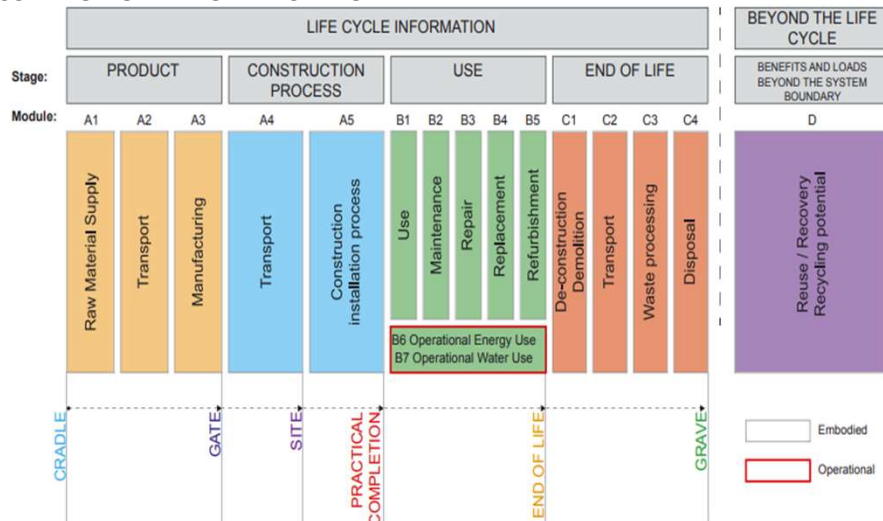 LIFE CYCLE INFORMATION
BEYOND THE LIFE
CYCLE
Stage:
PRODUCT
CONSTRUCTION
PROCESS
USE
END OF LIFE
BENEFITS AND LOADS
BEYOND THE SYSTEM
BOUNDARY
Module:
A1
A2
A3
A4
A5
B1
B2
B3
B4
B5
C1
C2
C3
C4
D
Raw Material Supply
Transport
Manufacturing
Transport
Construction
installation process
Use
Maintenance
Repair
Replacement
Refurbishment
De-construction
Demolition
Transport
Waste processing
Disposal
Reuse / Recovery
Recycling potential
B6 Operational Energy Use
B7 Operational Water Use
CRADLE
GATE
SITE
PRACTICAL
COMPLETION
END OF LIFE
GRAVE
Embodied
Operational